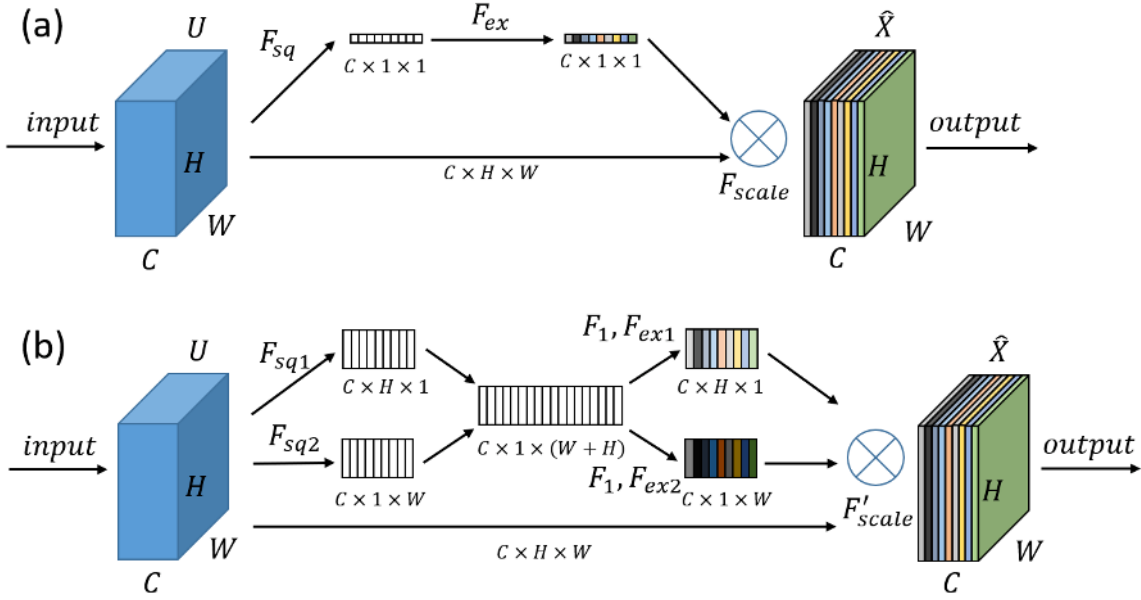 (a)
U
X̂
F_sq
F_ex
C × 1 × 1
C × 1 × 1
input
output
H
C × H × W
F_scale
H
W
W
C
C
(b)
U
X̂
F_sq1
F_1, F_ex1
C × H × 1
C × H × 1
input
F_sq2
C × 1 × (W + H)
output
H
F_1, F_ex2
H
C × 1 × W
C × 1 × W
F'_scale
W
C × H × W
W
C
C